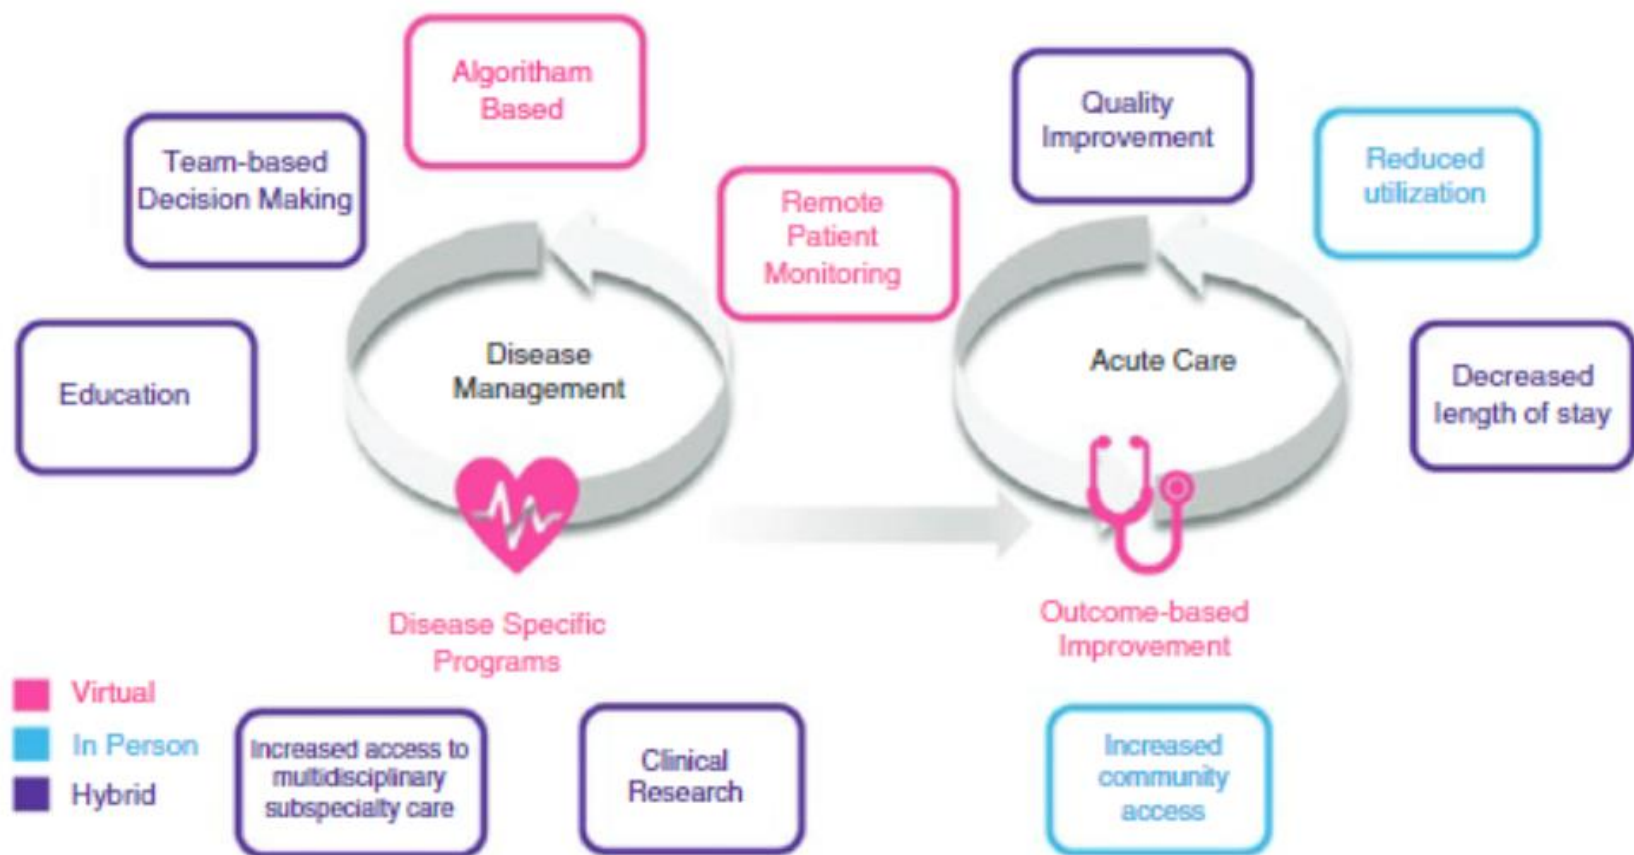 Algoritham
Based
Quality
Improvement
Team-based
Decision Making
Reduced
utilization
Remote
Patient
Monitoring
Education
Disease
Management
Acute Care
Decreased
length of stay
Disease Specific
Programs
Outcome-based
Improvement
Virtual
In Person
Hybrid
Increased access to
multidisciplinary
subspecialty care
Clinical
Research
Increased
community
access